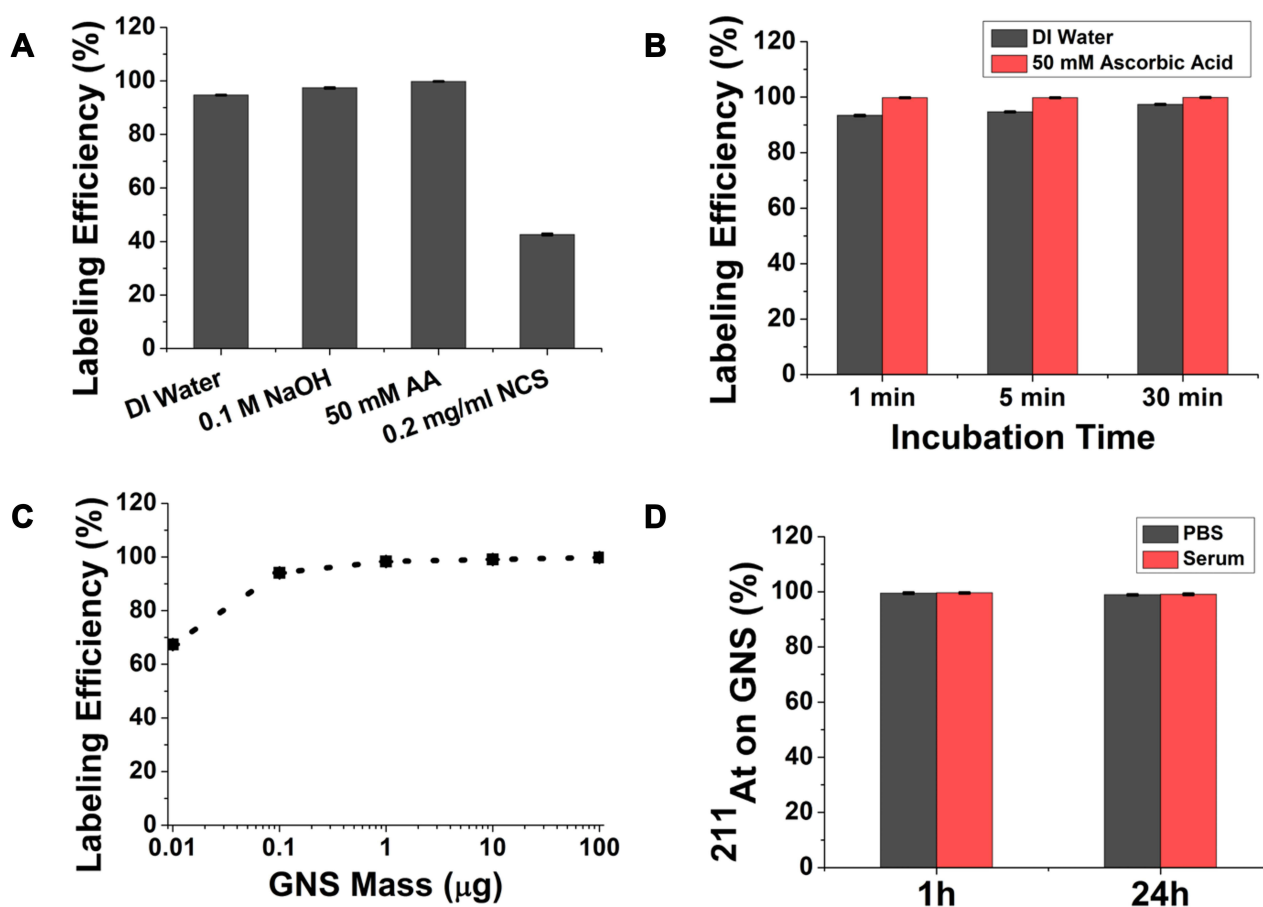 A
Labeling Efficiency (%)
120
100
80
60
40
20
0
DI Water
0.1 M NaOH
50 mM AA
0.2 mg/ml NCS
B
Labeling Efficiency (%)
120
100
80
60
40
20
0
DI Water
50 mM Ascorbic Acid
1 min
5 min
30 min
Incubation Time
C
Labeling Efficiency (%)
120
100
80
60
40
20
0
0.01
0.1
1
10
100
GNS Mass (μg)
D
²¹¹At on GNS (%)
120
100
80
60
40
20
0
PBS
Serum
1h
24h